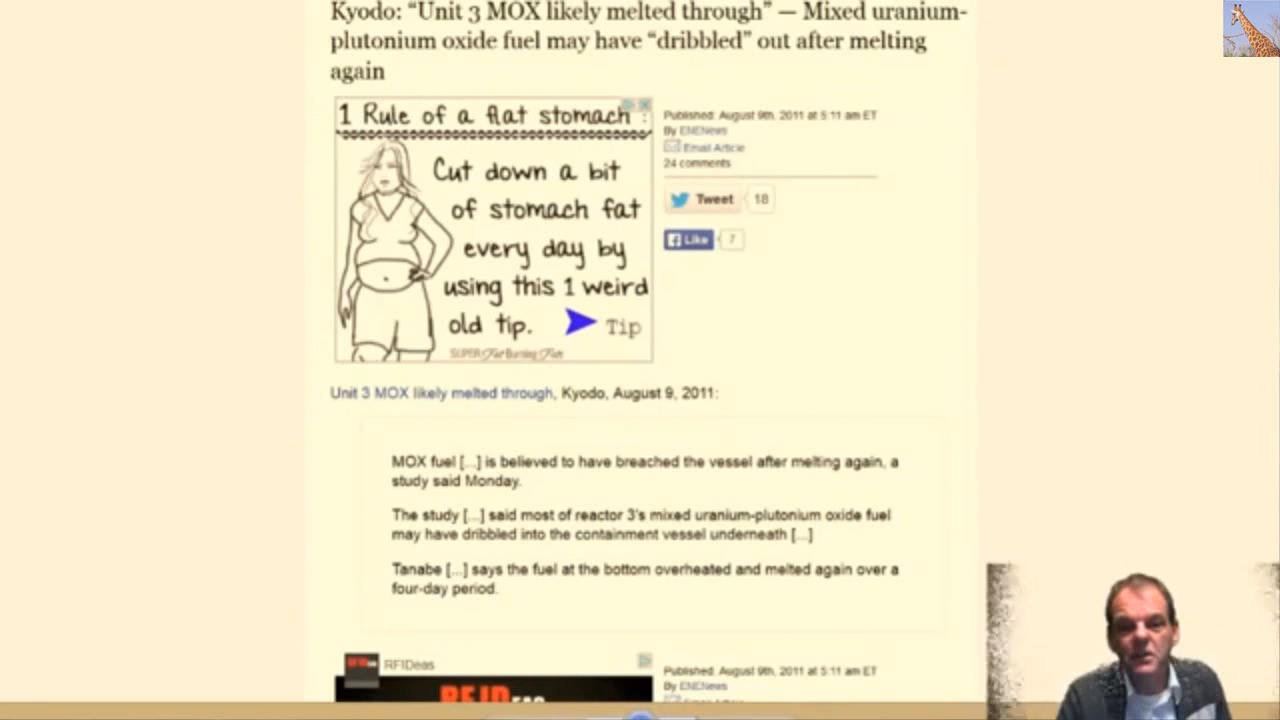 Kyodo: “Unit 3 MOX likely melted through” — Mixed uranium-
plutonium oxide fuel may have “dribbled” out after melting
again
1 Rule of a flat stomach :
Cut down a bit
of stomach fat
every day by
using this 1 weird
old tip.
Tip
Published: August 9th, 2011 at 5:11 am ET
By ENENews
Email Article
24 comments
Tweet 18
Like 7
Unit 3 MOX likely melted through, Kyodo, August 9, 2011:
MOX fuel [...] is believed to have breached the vessel after melting again, a
study said Monday.
The study [...] said most of reactor 3's mixed uranium-plutonium oxide fuel
may have dribbled into the containment vessel underneath [...]
Tanabe [...] says the fuel at the bottom overheated and melted again over a
four-day period.
RFIDeas
Published: August 9th, 2011 at 5:11 am ET
By ENENews